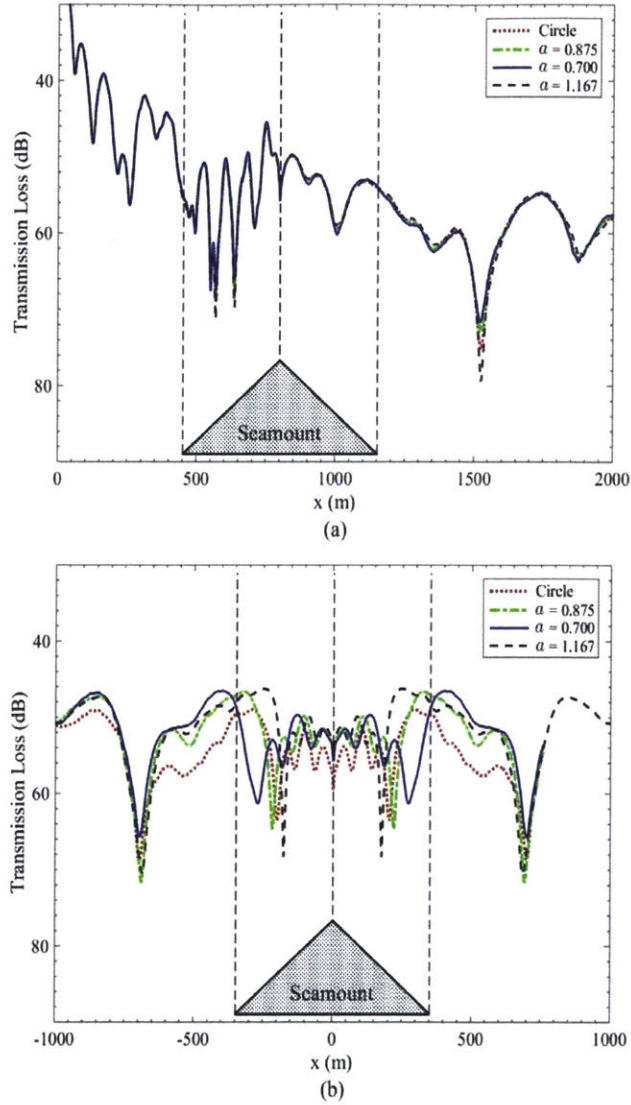 Circle
a = 0.875
a = 0.700
a = 1.167
40
60
80
Transmission Loss (dB)
Seamount
0
500
1000
1500
2000
x (m)
(a)
Circle
a = 0.875
a = 0.700
a = 1.167
40
60
80
Transmission Loss (dB)
Seamount
-1000
-500
0
500
1000
x (m)
(b)